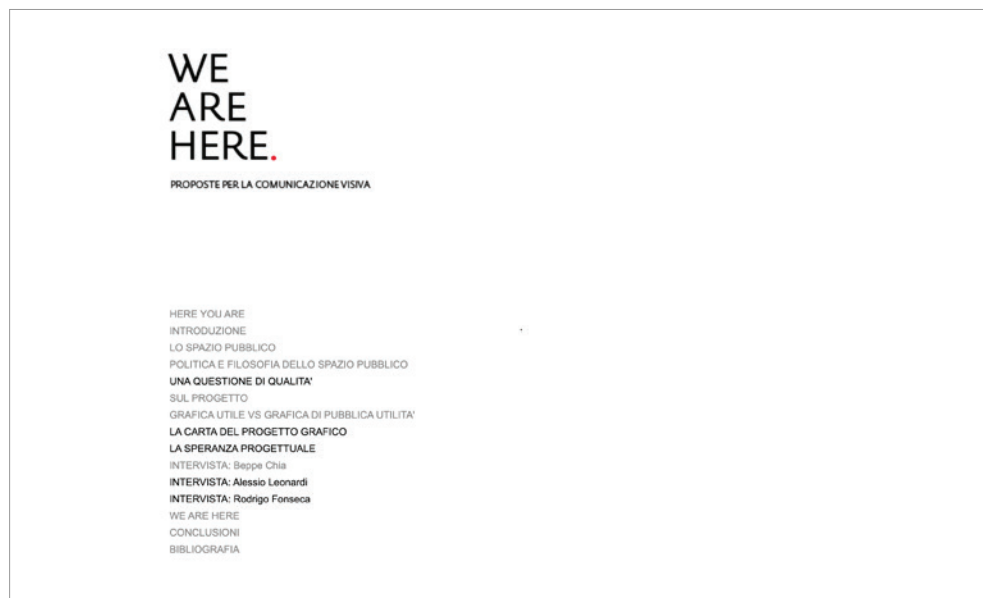 WE
ARE
HERE.
PROPOSTE PER LA COMUNICAZIONE VISIVA
HERE YOU ARE
INTRODUZIONE
LO SPAZIO PUBBLICO
POLITICA E FILOSOFIA DELLO SPAZIO PUBBLICO
UNA QUESTIONE DI QUALITA'
SUL PROGETTO
GRAFICA UTILE VS GRAFICA DI PUBBLICA UTILITA'
LA CARTA DEL PROGETTO GRAFICO
LA SPERANZA PROGETTUALE
INTERVISTA: Beppe Chia
INTERVISTA: Alessio Leonardi
INTERVISTA: Rodrigo Fonseca
WE ARE HERE
CONCLUSIONI
BIBLIOGRAFIA